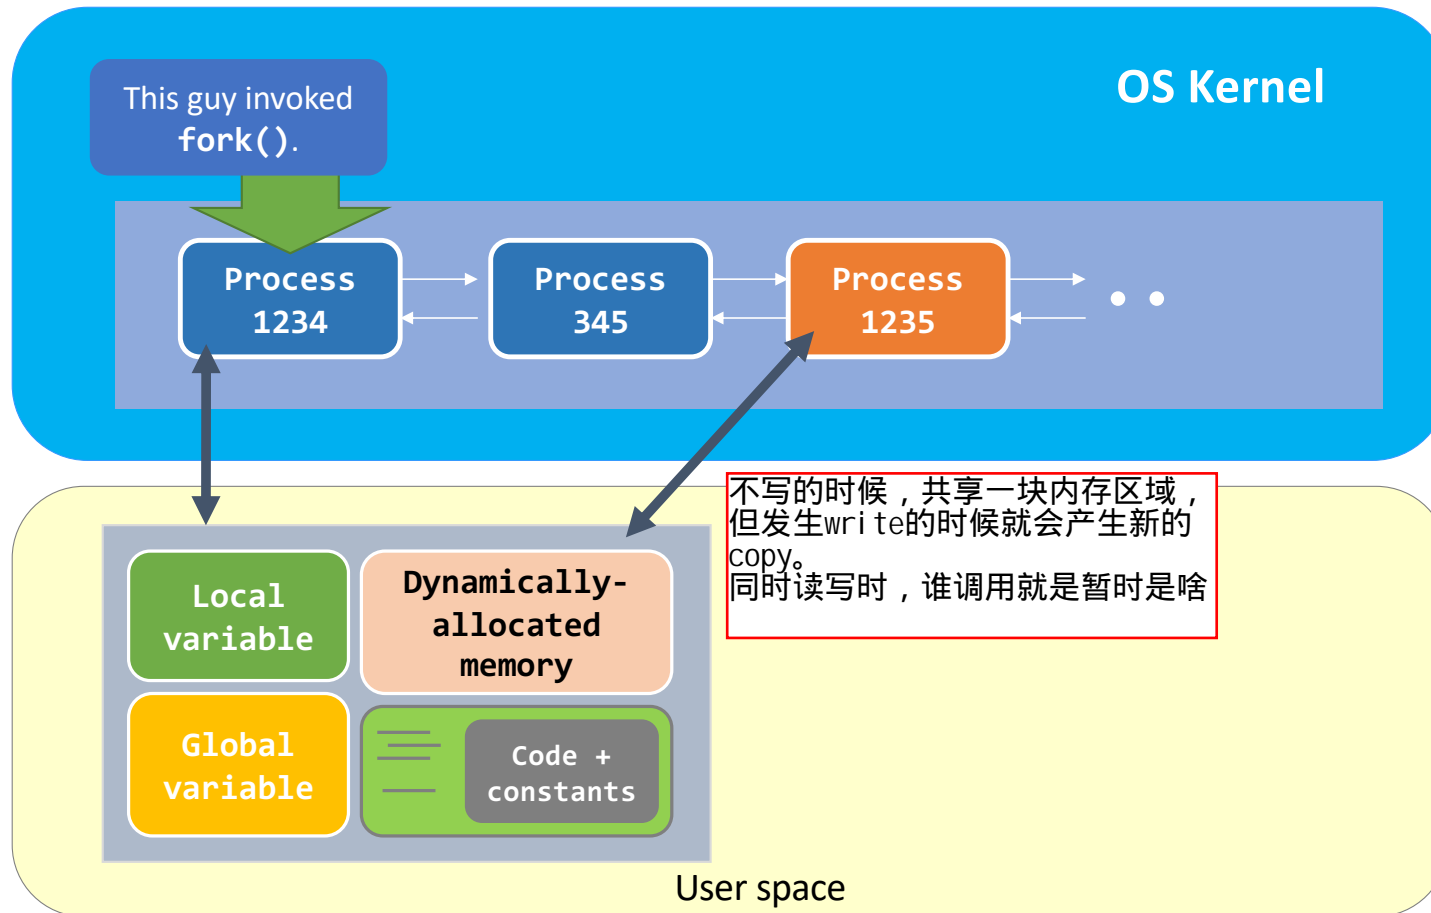 OS Kernel
This guy invoked
fork().
Process
1234
Process
345
Process
1235
不写的时候，共享一块内存区域，
但发生write的时候就会产生新的
copy。
同时读写时，谁调用就是暂时是啥
Local
variable
Dynamically-
allocated
memory
Global
variable
Code +
constants
User space